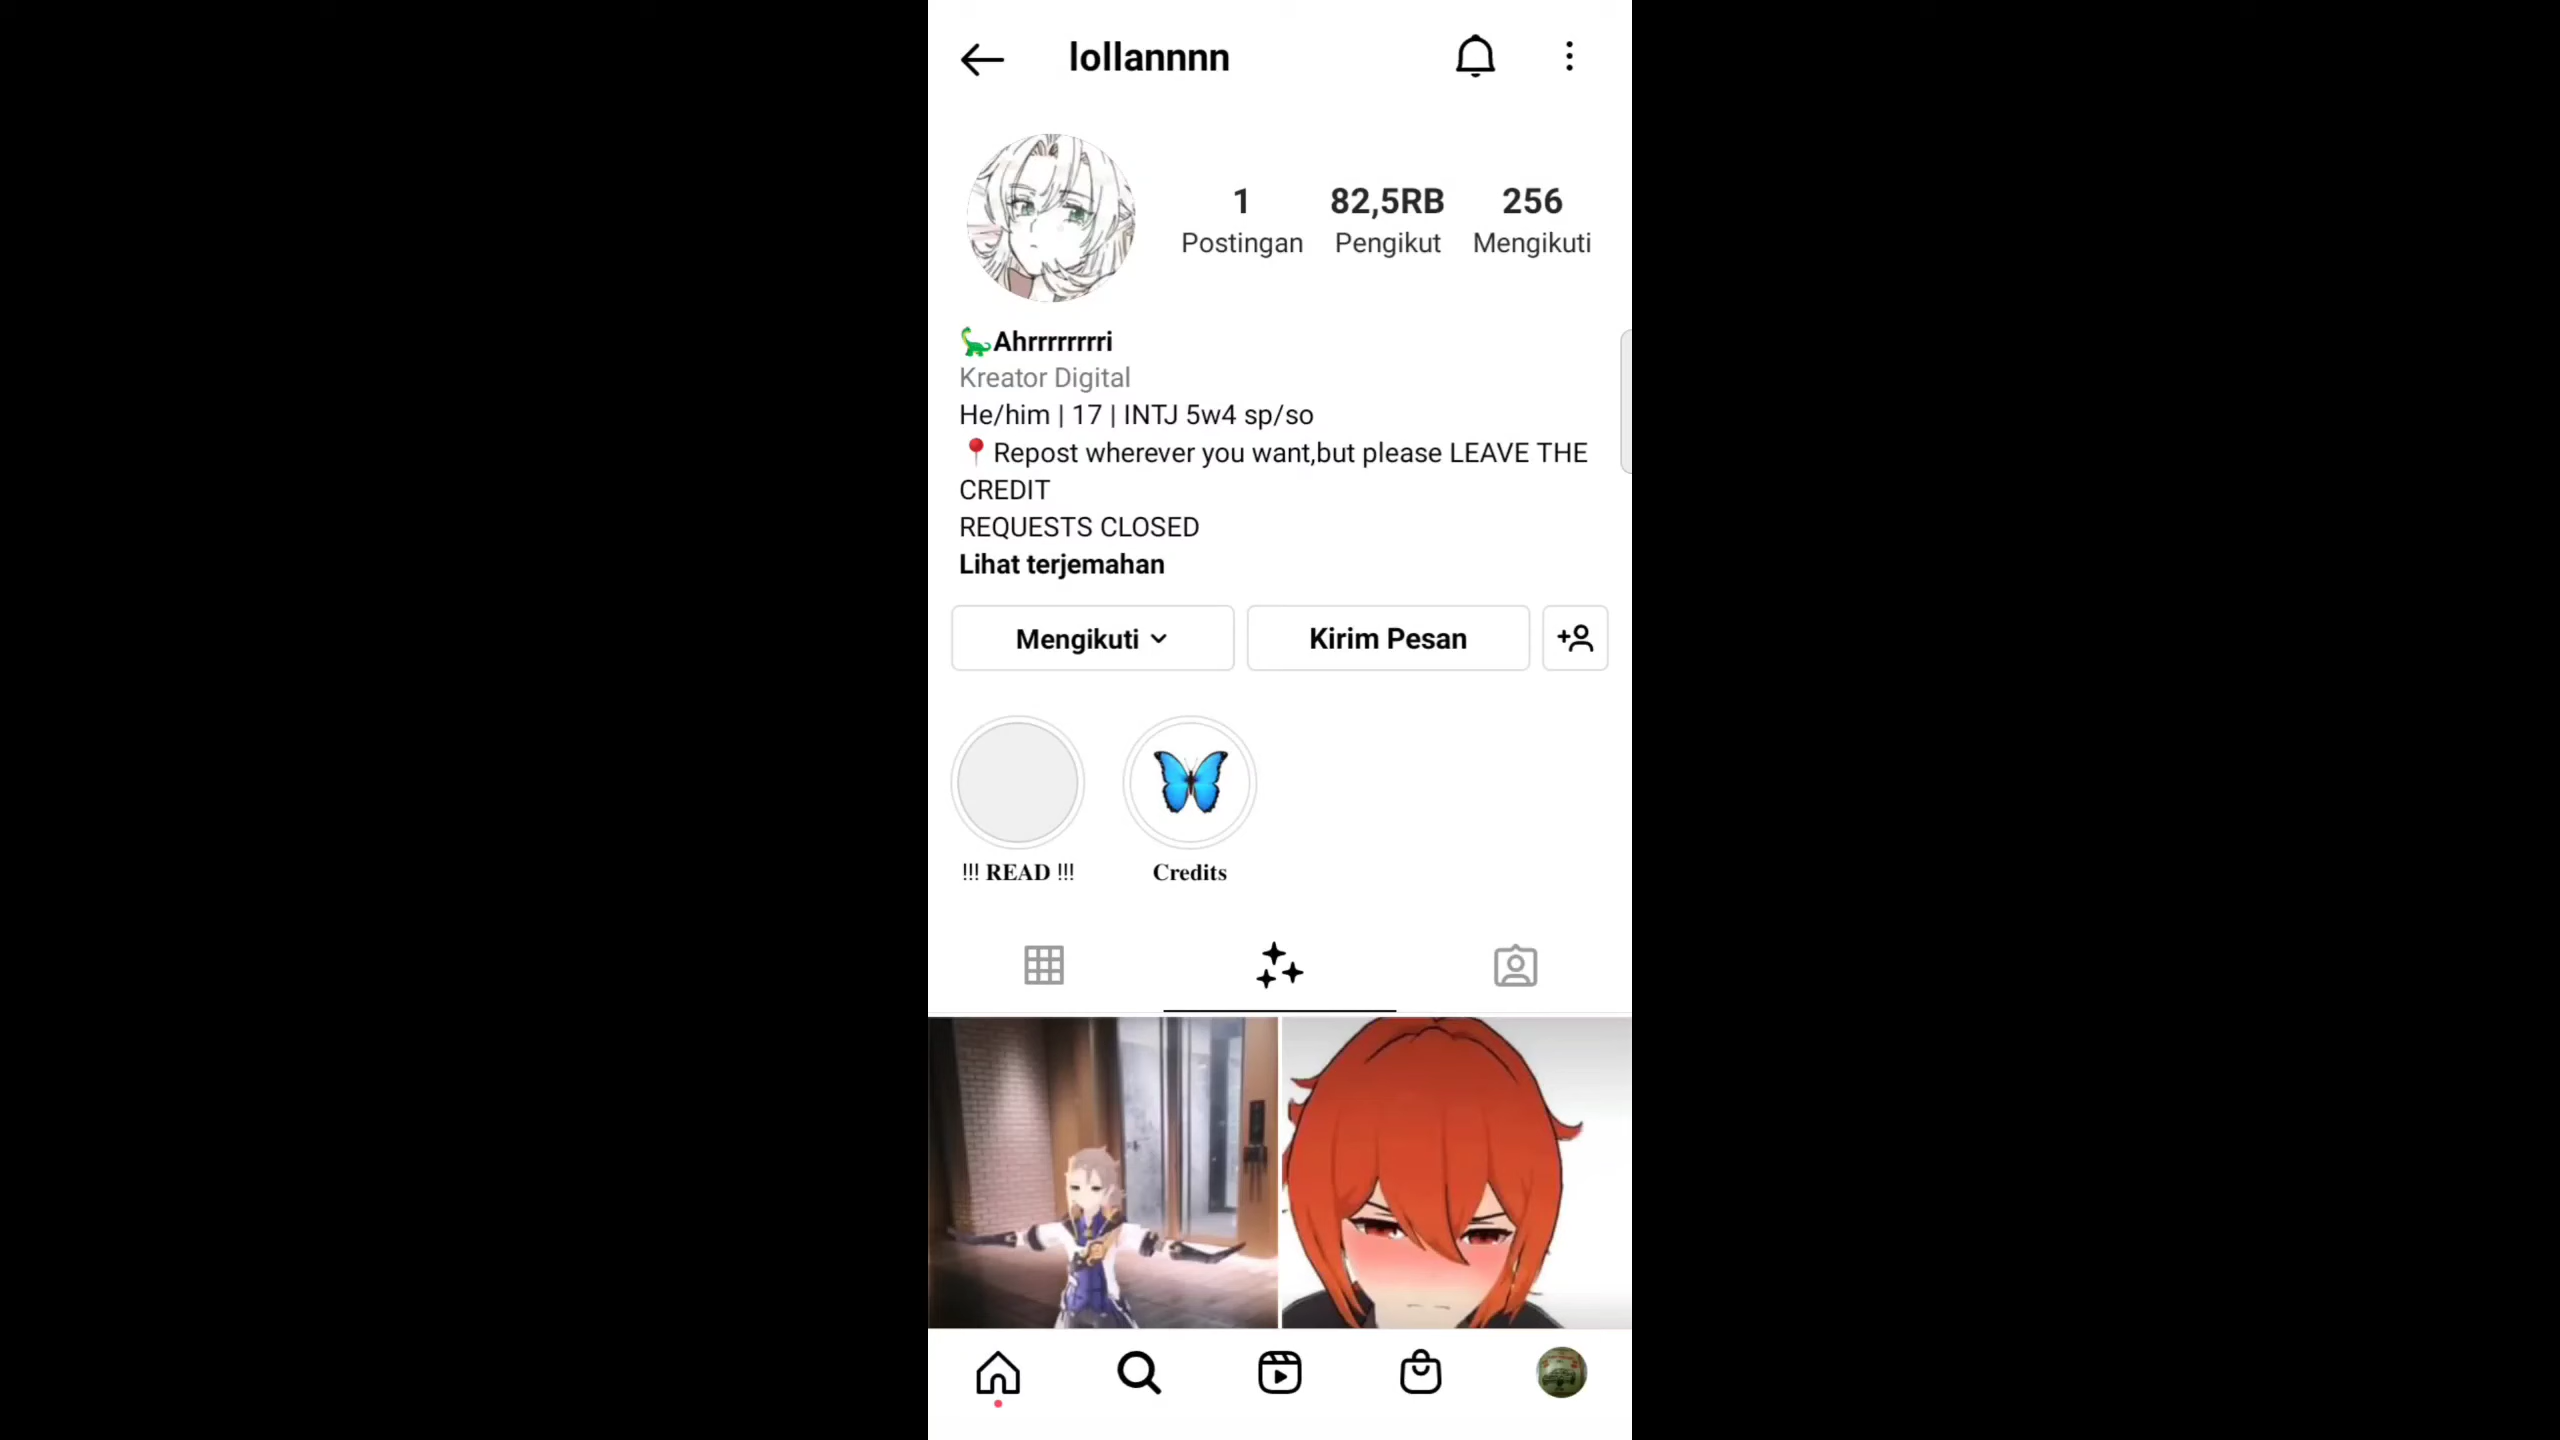 lollannnn
1 82,5RB 256
Postingan Pengikut Mengikuti
🦕Ahrrrrrrrri
Kreator Digital
He/him | 17 | INTJ 5w4 sp/so
📍Repost wherever you want,but please LEAVE THE
CREDIT
REQUESTS CLOSED
Lihat terjemahan
Mengikuti Kirim Pesan
!!! READ !!! Credits